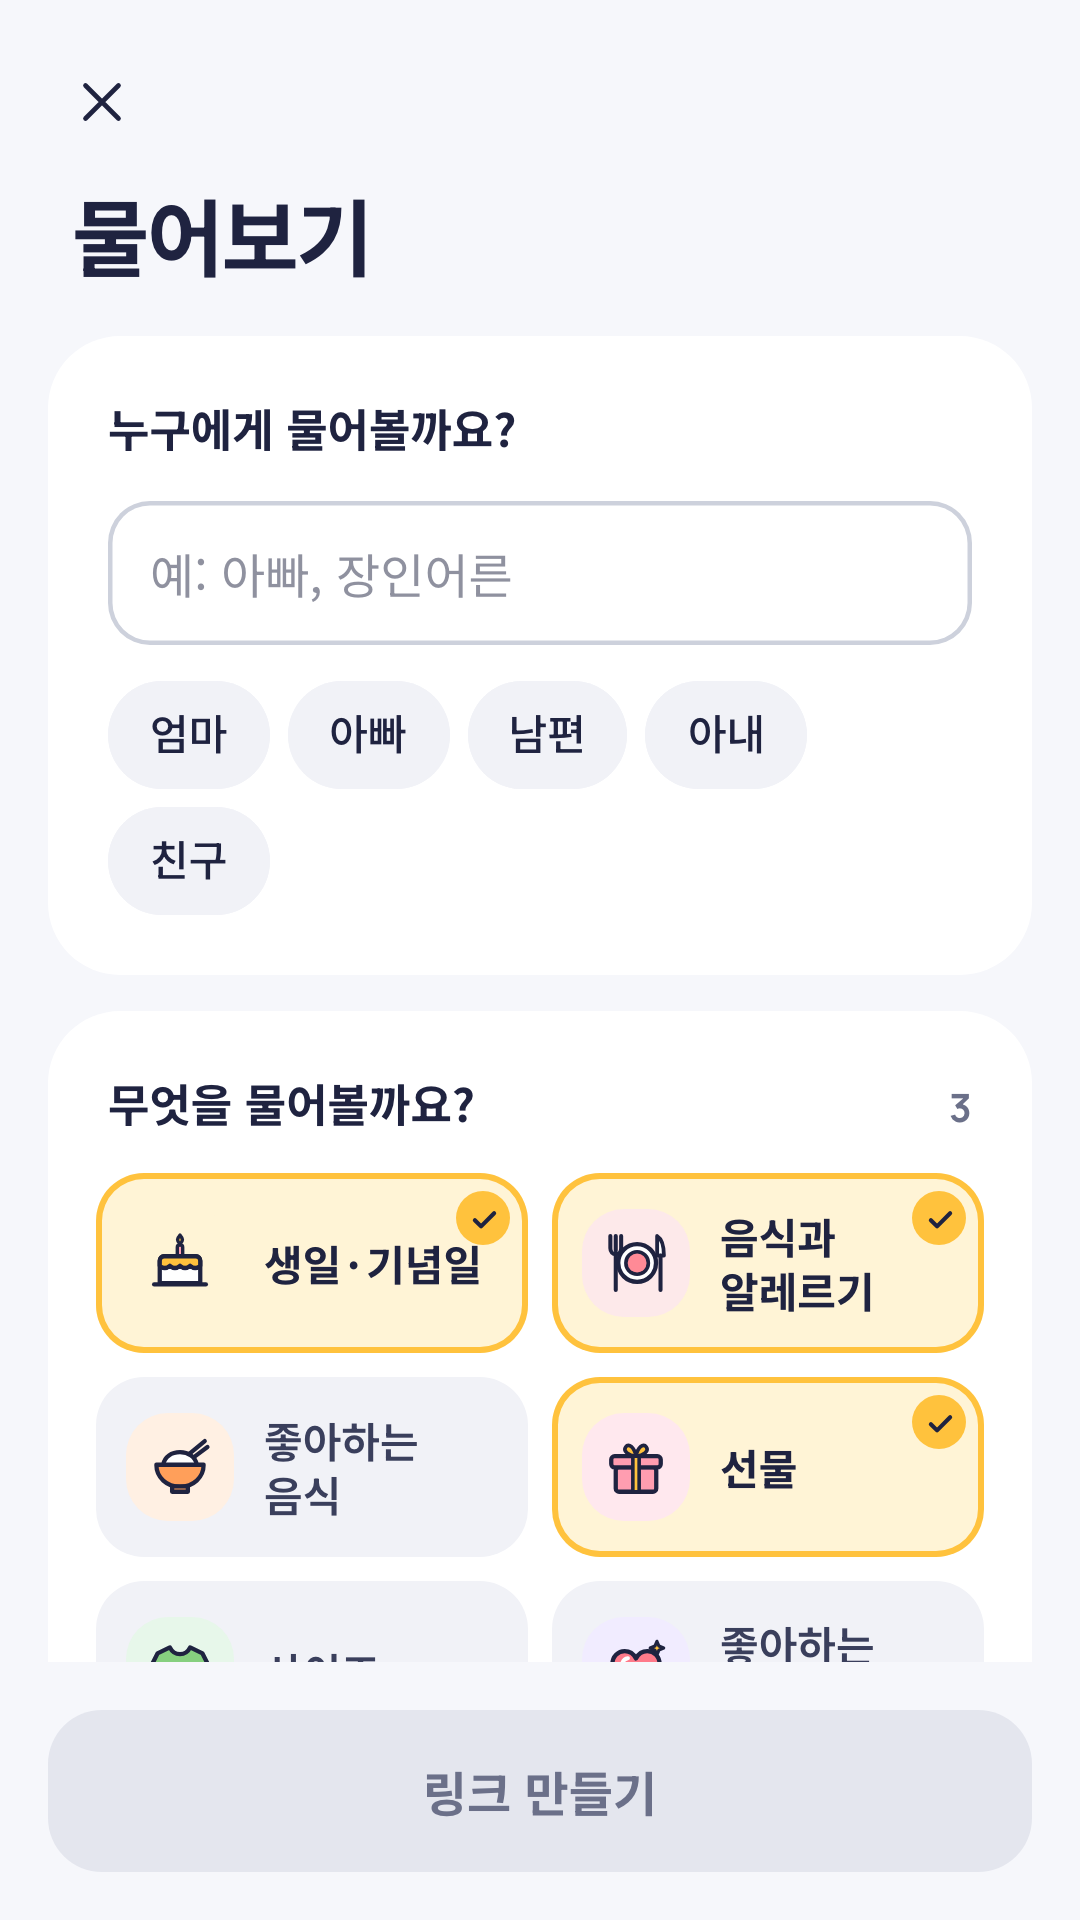 물어보기
누구에게 물어볼까요?
예: 아빠, 장인어른
엄마
아빠
남편
아내
친구
무엇을 물어볼까요?
3
생일·기념일
음식과
알레르기
좋아하는
음식
선물
좋아하는
링크 만들기